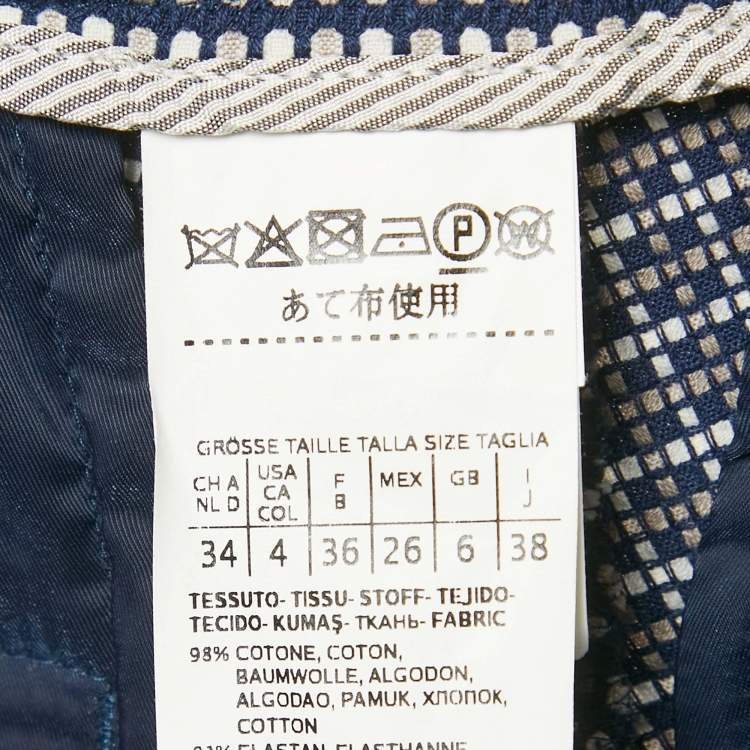 P W
あて布使用
GRÖSSE TAILLE TALLA SIZE TAGLIA
CH A NL D USA CA COL F B MEX GB I J
34 4 36 26 6 38
TESSUTO- TISSU- STOFF- TEJIDO-
TECIDO- KUMAŞ- ТКАНЬ- FABRIC
98% COTONE, COTON,
BAUMWOLLE, ALGODON,
ALGODAO, PAMUK, ХЛОПОК,
COTTON
ELASTAN, ELASTHANNE